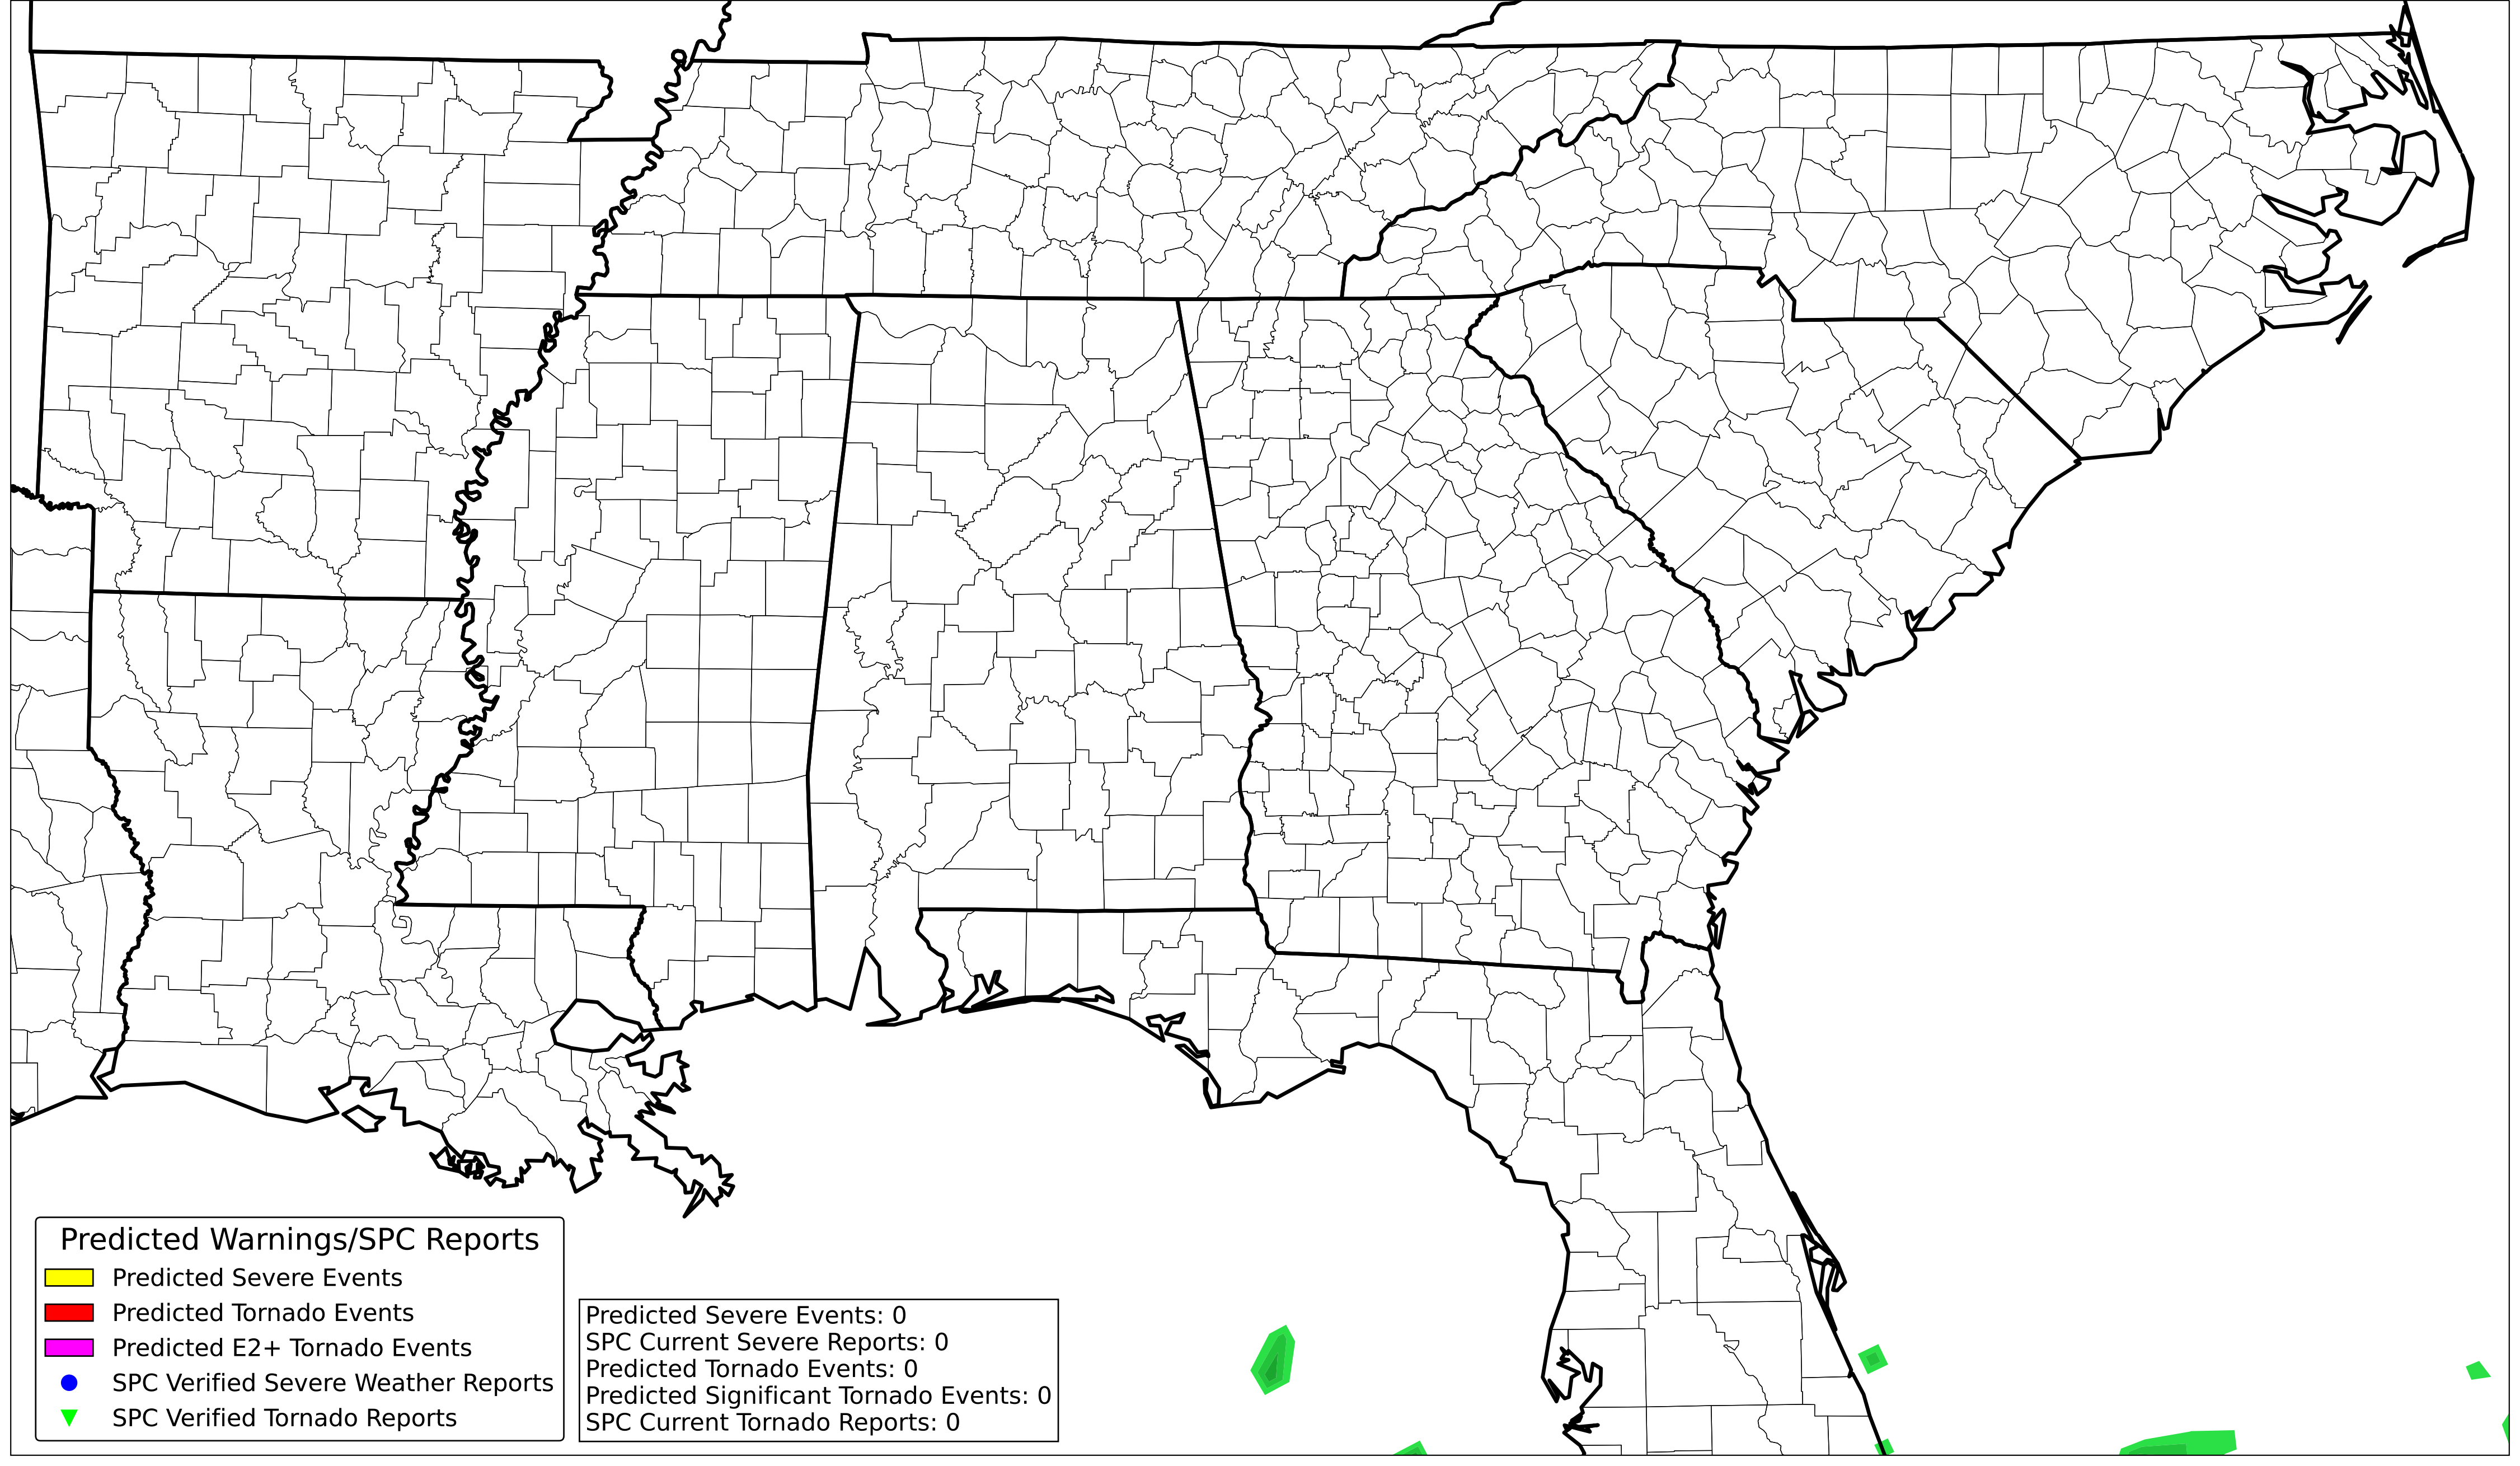 Predicted Warnings/SPC Reports
Predicted Severe Events
Predicted Tornado Events
Predicted E2+ Tornado Events
SPC Verified Severe Weather Reports
SPC Verified Tornado Reports
Predicted Severe Events: 0
SPC Current Severe Reports: 0
Predicted Tornado Events: 0
Predicted Significant Tornado Events: 0
SPC Current Tornado Reports: 0